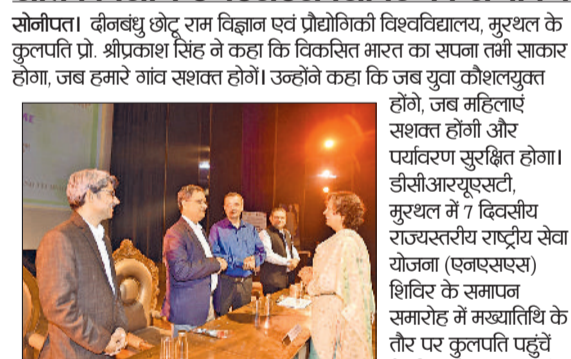 सोनीपत। दीनबंधु छोटू राम विज्ञान एवं प्रौद्योगिकी विश्वविद्यालय, मुरथल के
कुलपति प्रो. श्रीप्रकाश सिंह ने कहा कि विकसित भारत का सपना तभी साकार
होगा, जब हमारे गांव सशक्त होगें। उन्होंने कहा कि जब युवा कौशलयुक्त
होंगे, जब महिलाएं
सशक्त होंगी और
पर्यावरण सुरक्षित होगा।
डीसीआरयूएसटी,
मुरथल में 7 दिवसीय
राज्यस्तरीय राष्ट्रीय सेवा
योजना (एनएसएस)
शिविर के समापन
समारोह में मख्यातिथि के
तौर पर कुलपति पहुंचें